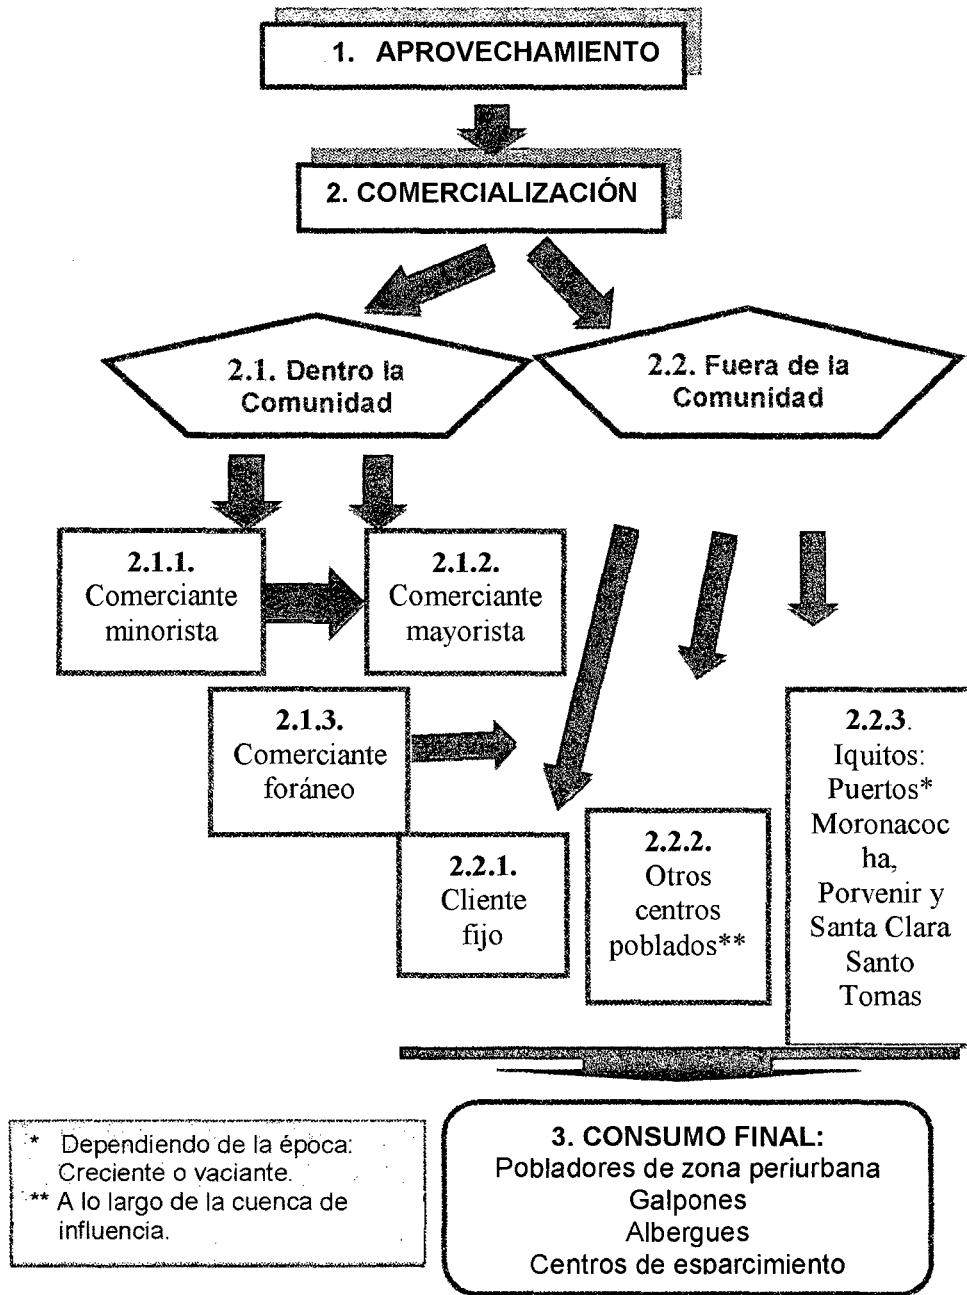 1. APROVECHAMIENTO
2. COMERCIALIZACIÓN
2.1. Dentro la
Comunidad
2.2. Fuera de la
Comunidad
2.1.1.
Comerciante
minorista
2.1.2.
Comerciante
mayorista
2.1.3.
Comerciante
foráneo
2.2.1.
Cliente
fijo
2.2.2.
Otros
centros
poblados**
2.2.3.
Iquitos:
Puertos*
Moronacoc
ha,
Porvenir y
Santa Clara
Santo
Tomas
* Dependiendo de la época:
Creciente o vaciante.
** A lo largo de la cuenca de
influencia.
3. CONSUMO FINAL:
Pobladores de zona periurbana
Galpones
Albergues
Centros de esparcimiento